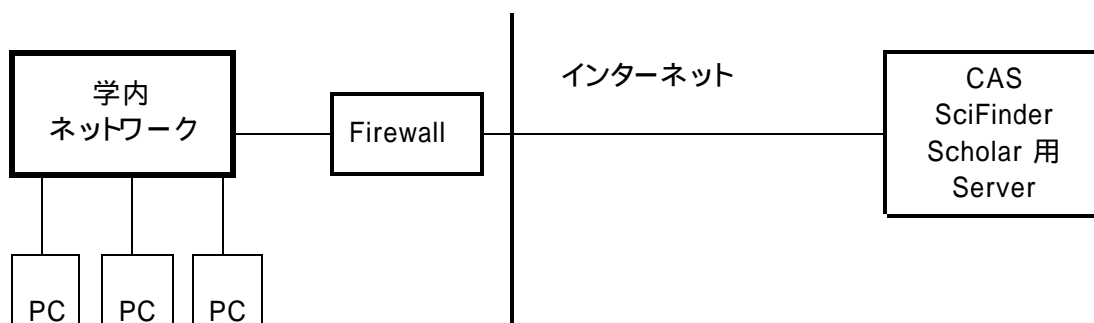 学内
ネットワーク
Firewall
インターネット
CAS
SciFinder
Scholar 用
Server
PC
PC
PC